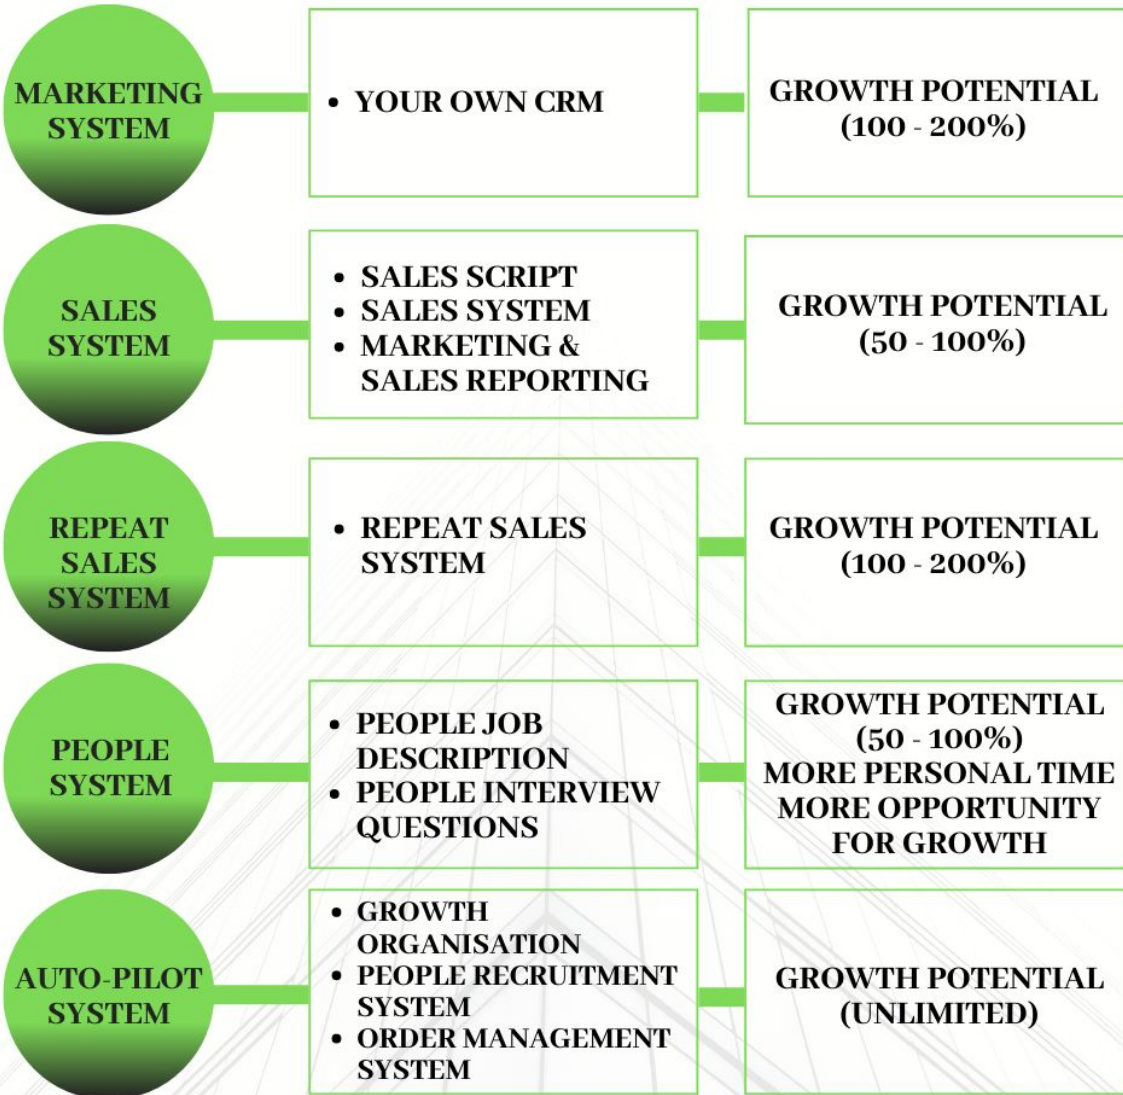 MARKETING
SYSTEM
• YOUR OWN CRM
GROWTH POTENTIAL
(100 - 200%)
SALES
SYSTEM
• SALES SCRIPT
• SALES SYSTEM
• MARKETING &
SALES REPORTING
GROWTH POTENTIAL
(50 - 100%)
REPEAT
SALES
SYSTEM
• REPEAT SALES
SYSTEM
GROWTH POTENTIAL
(100 - 200%)
PEOPLE
SYSTEM
• PEOPLE JOB
DESCRIPTION
• PEOPLE INTERVIEW
QUESTIONS
GROWTH POTENTIAL
(50 - 100%)
MORE PERSONAL TIME
MORE OPPORTUNITY
FOR GROWTH
AUTO-PILOT
SYSTEM
• GROWTH
ORGANISATION
• PEOPLE RECRUITMENT
SYSTEM
• ORDER MANAGEMENT
SYSTEM
GROWTH POTENTIAL
(UNLIMITED)